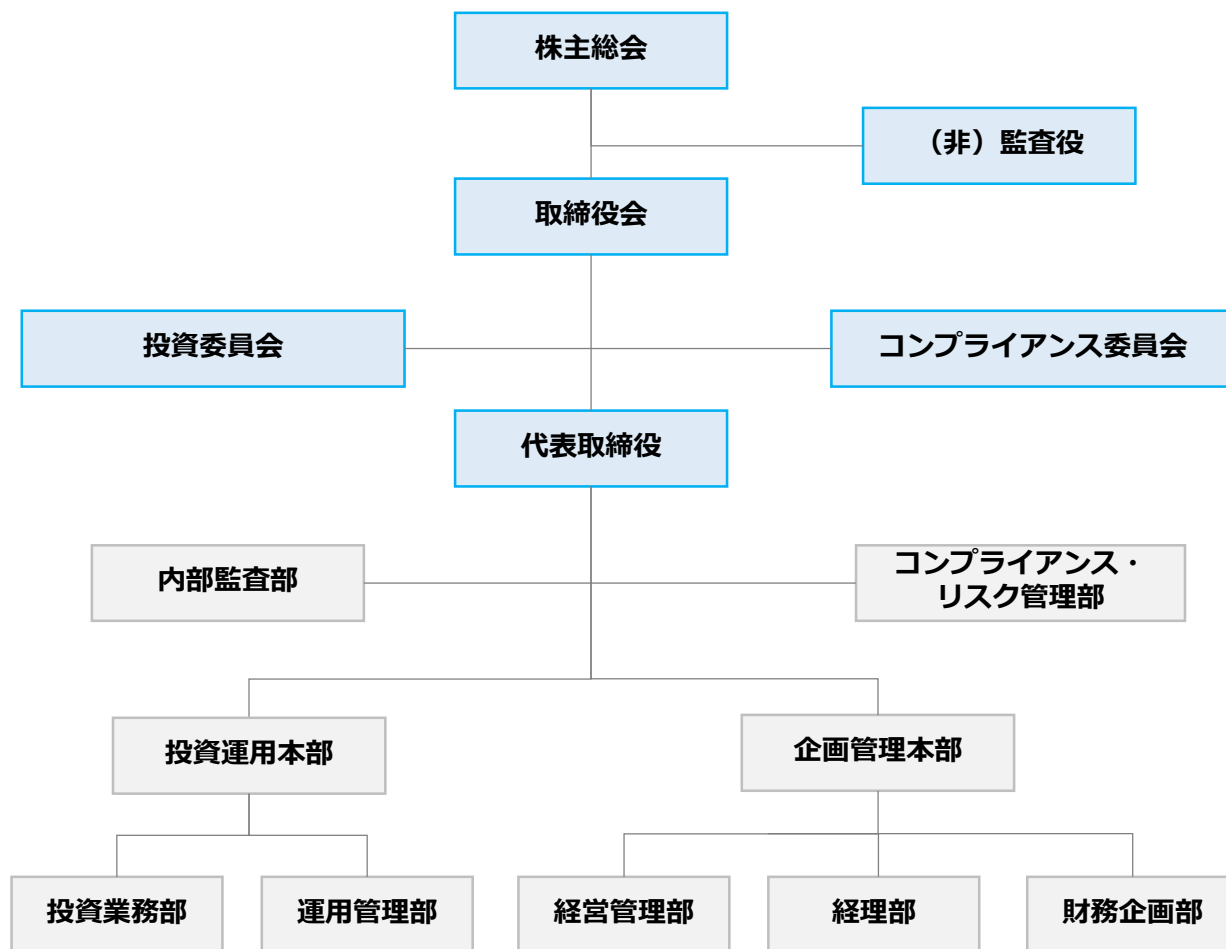 株主総会
（非）監査役
取締役会
投資委員会
コンプライアンス委員会
代表取締役
内部監査部
コンプライアンス・
リスク管理部
投資運用本部
企画管理本部
投資業務部
運用管理部
経営管理部
経理部
財務企画部